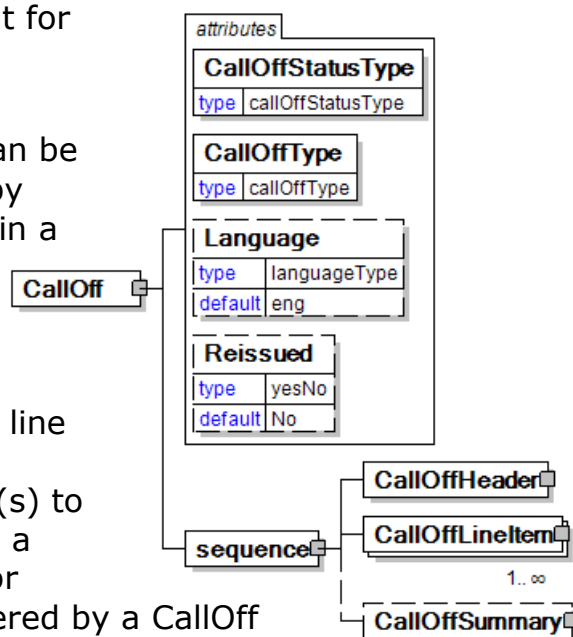 t for
attributes
CallOffStatusType
type callOffStatusType
an be
by
in a
CallOffType
type callOffType
Language
type languageType
default eng
CallOff
Reissued
type yesNo
default No
line
(s) to
a
or
ered by a CallOff
sequence
CallOffHeader
CallOffLineItem
1.. ∞
CallOffSummary